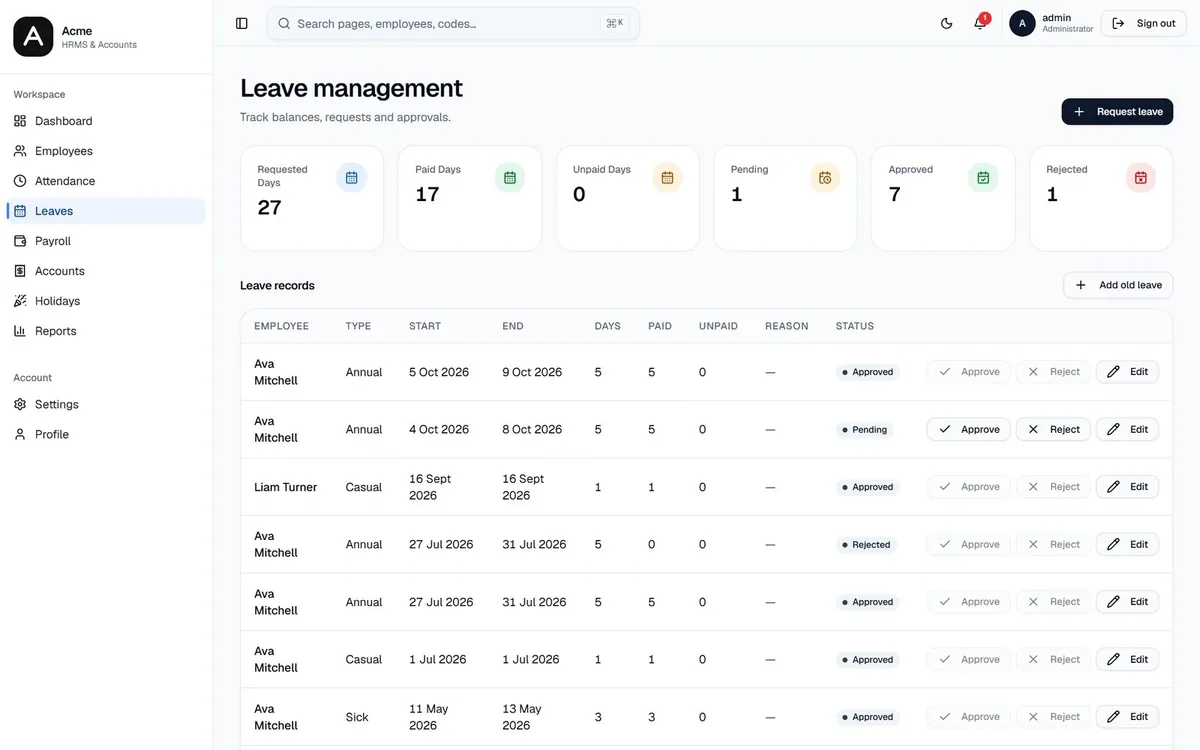 A
Acme
HRMS & Accounts
Search pages, employees, codes...
⌘K
1
A
admin
Administrator
Sign out
Workspace
Dashboard
Employees
Attendance
Leaves
Payroll
Accounts
Holidays
Reports
Account
Settings
Profile
Leave management
Track balances, requests and approvals.
Request leave
Requested
Days
27
Paid Days
17
Unpaid Days
0
Pending
1
Approved
7
Rejected
1
Leave records
Add old leave
EMPLOYEE TYPE START END DAYS PAID UNPAID REASON STATUS
Ava
Mitchell
Annual 5 Oct 2026 9 Oct 2026 5 5 0 — Approved Approve Reject Edit
Ava
Mitchell
Annual 4 Oct 2026 8 Oct 2026 5 5 0 — Pending Approve Reject Edit
Liam Turner Casual 16 Sept
2026
16 Sept
2026
1 1 0 — Approved Approve Reject Edit
Ava
Mitchell
Annual 27 Jul 2026 31 Jul 2026 5 0 0 — Rejected Approve Reject Edit
Ava
Mitchell
Annual 27 Jul 2026 31 Jul 2026 5 5 0 — Approved Approve Reject Edit
Ava
Mitchell
Casual 1 Jul 2026 1 Jul 2026 1 1 0 — Approved Approve Reject Edit
Ava
Mitchell
Sick 11 May
2026
13 May
2026
3 3 0 — Approved Approve Reject Edit